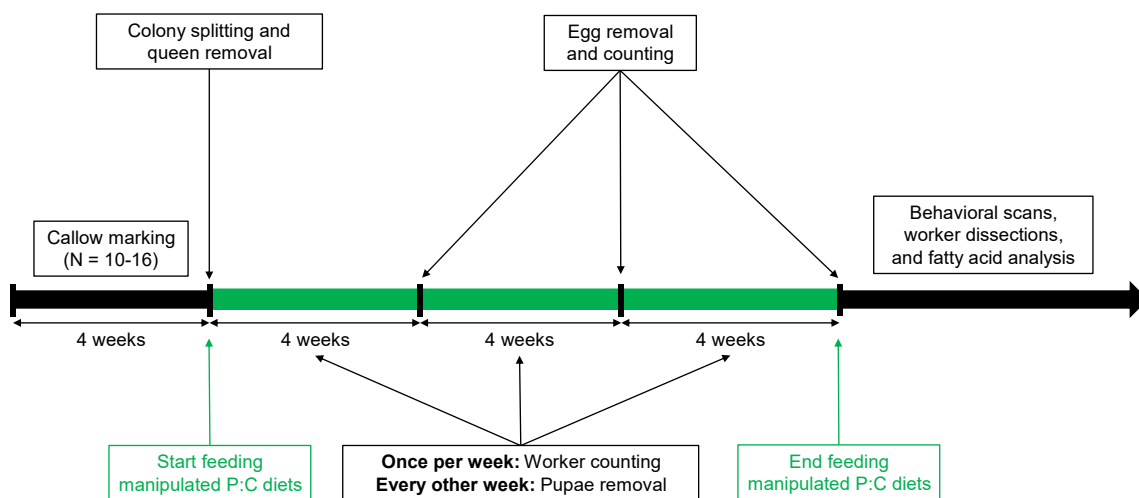 Colony splitting and
queen removal
Egg removal
and counting
Callow marking
(N = 10-16)
Behavioral scans,
worker dissections,
and fatty acid analysis
4 weeks
4 weeks
4 weeks
4 weeks
Start feeding
manipulated P:C diets
Once per week: Worker counting
Every other week: Pupae removal
End feeding
manipulated P:C diets